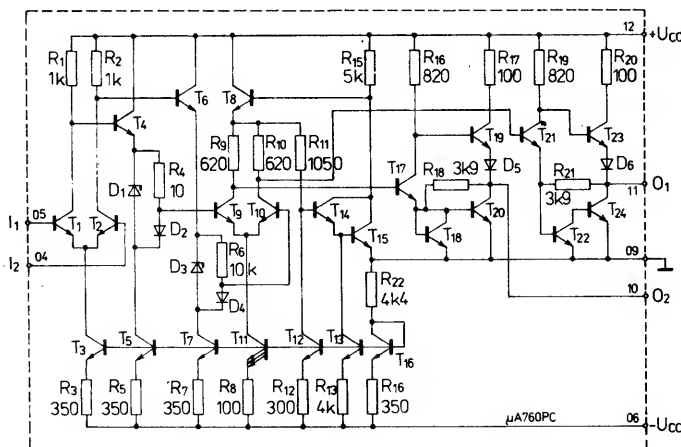 12
+Ucc
R1
1k
R2
1k
R15
5k
R16
820
R17
100
R19
820
R20
100
T6
T8
T4
R9
620
R10
620
R11
1050
T19
T21
T23
R4
10
D1
T17
R18
3k9
D5
R21
3k9
D6
11
O1
I1
05
T1
T2
D2
T9
T10
T14
T15
T18
T20
T22
T24
I2
04
D3
R6
10k
D4
09
R22
4k4
10
O2
T3
T5
T7
T11
T12
T13
T16
R3
350
R5
350
R7
350
R8
100
R12
300
R13
4k
R16
350
μA760PC
06
-Ucc